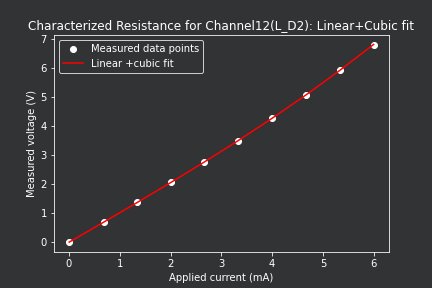 Characterized Resistance for Channel12(L_D2): Linear+Cubic fit
Measured data points
Linear +cubic fit
Measured voltage (V)
7
6
5
4
3
2
1
0
0 1 2 3 4 5 6
Applied current (mA)